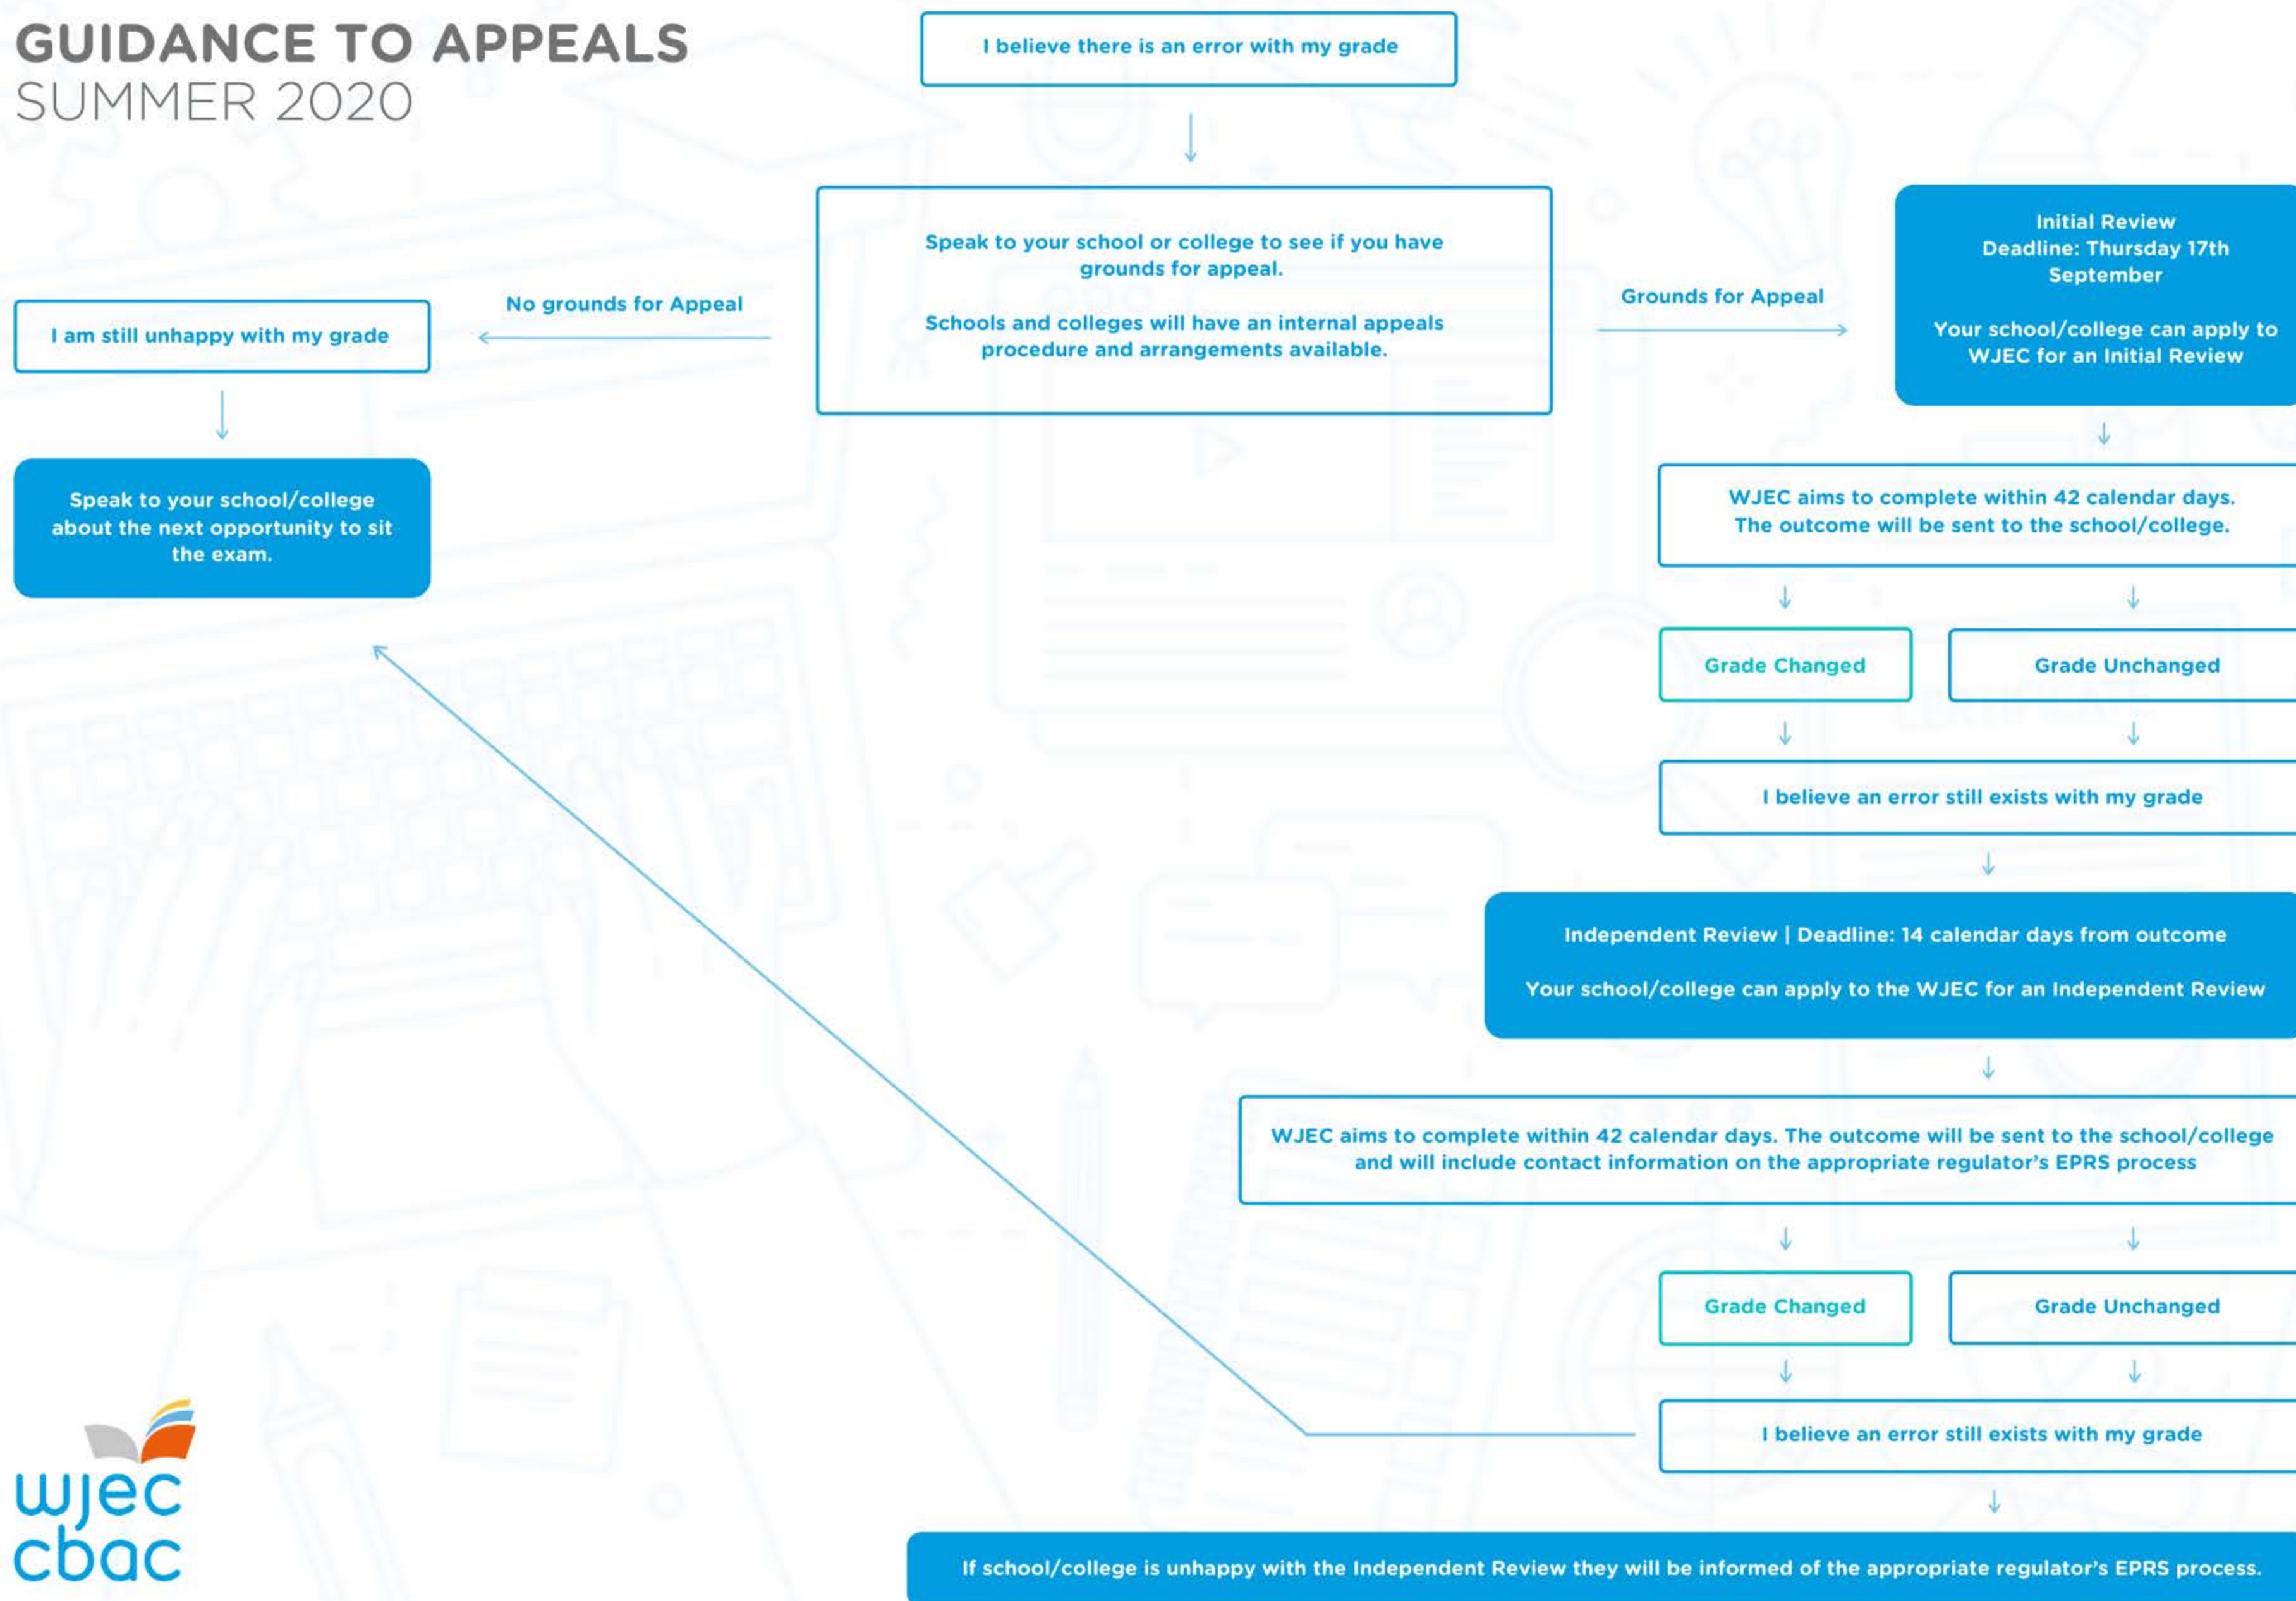 GUIDANCE TO APPEALS
SUMMER 2020
I believe there is an error with my grade
Speak to your school or college to see if you have
grounds for appeal.
Schools and colleges will have an internal appeals
procedure and arrangements available.
No grounds for Appeal
I am still unhappy with my grade
Speak to your school/college
about the next opportunity to sit
the exam.
Grounds for Appeal
Initial Review
Deadline: Thursday 17th
September
Your school/college can apply to
WJEC for an Initial Review
WJEC aims to complete within 42 calendar days.
The outcome will be sent to the school/college.
Grade Changed
Grade Unchanged
I believe an error still exists with my grade
Independent Review | Deadline: 14 calendar days from outcome
Your school/college can apply to the WJEC for an Independent Review
WJEC aims to complete within 42 calendar days. The outcome will be sent to the school/college
and will include contact information on the appropriate regulator's EPRS process
Grade Changed
Grade Unchanged
I believe an error still exists with my grade
If school/college is unhappy with the Independent Review they will be informed of the appropriate regulator's EPRS process.
wjec
cbac